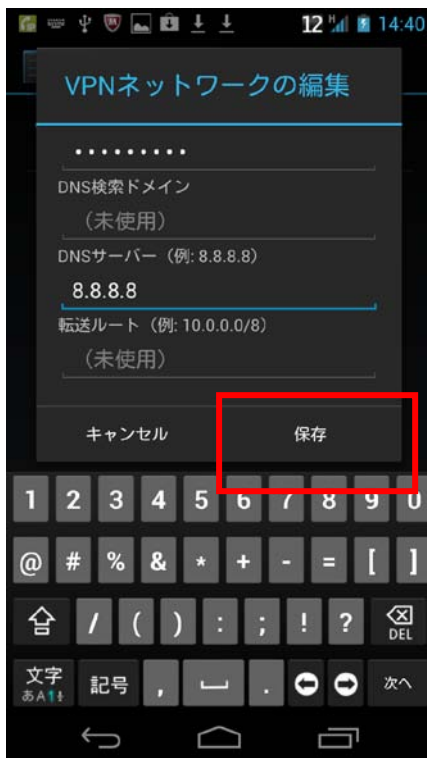 12 H 14:40
VPNネットワークの編集
•••••••••
DNS検索ドメイン
（未使用）
DNSサーバー（例: 8.8.8.8）
8.8.8.8
転送ルート（例: 10.0.0.0/8）
（未使用）
キャンセル 保存
1 2 3 4 5 6 7 8 9 0
@ # % & * + - = [ ]
/ ( ) : ; ! ? DEL
文字 記号 , . 次へ
あA1